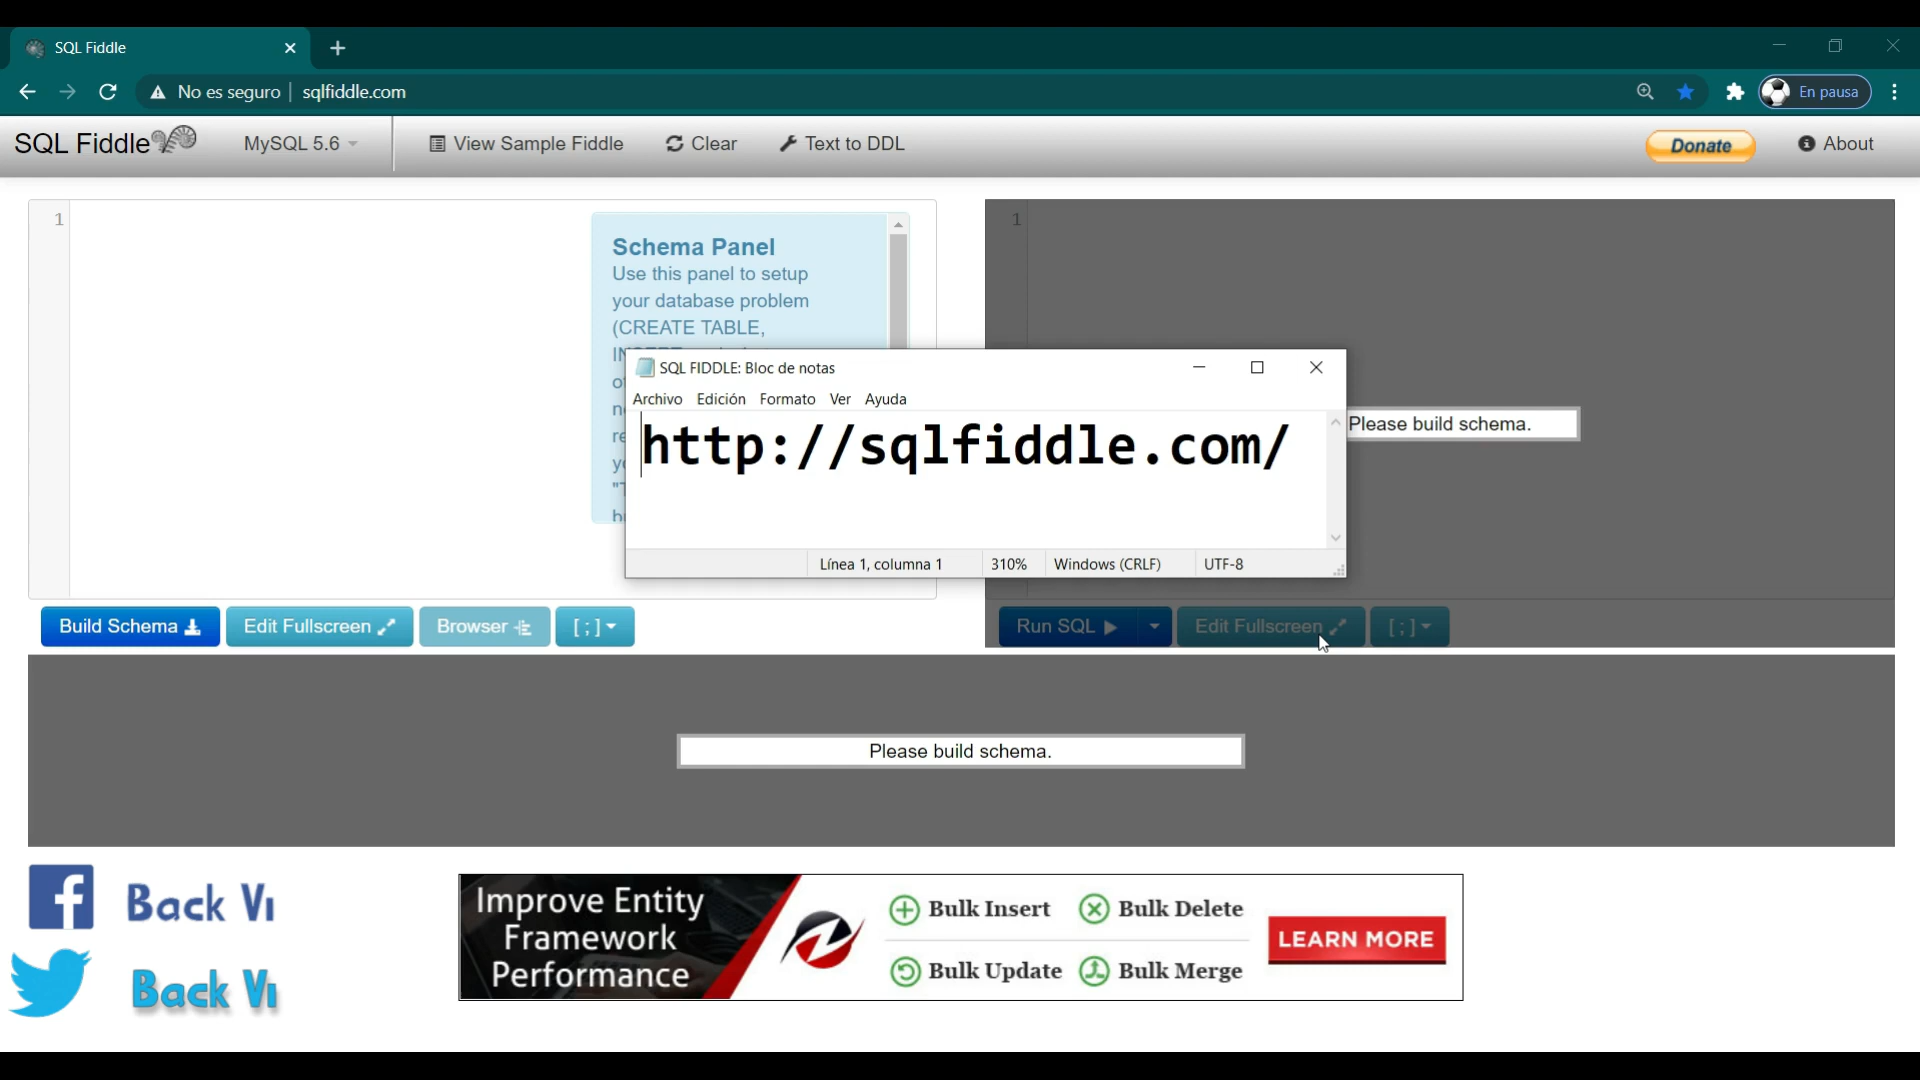 SQL Fiddle
No es seguro | sqlfiddle.com
En pausa
SQL Fiddle
MySQL 5.6
View Sample Fiddle
Clear
Text to DDL
Donate
About
1
Schema Panel
Use this panel to setup
your database problem
(CREATE TABLE,
1
Please build schema.
SQL FIDDLE: Bloc de notas
Archivo Edición Formato Ver Ayuda
http://sqlfiddle.com/
Línea 1, columna 1
310%
Windows (CRLF)
UTF-8
Build Schema
Edit Fullscreen
Browser
[ ; ]
Run SQL
Edit Fullscreen
[ ; ]
Please build schema.
Back Vi
Back Vi
Improve Entity
Framework
Performance
Bulk Insert
Bulk Delete
Bulk Update
Bulk Merge
LEARN MORE